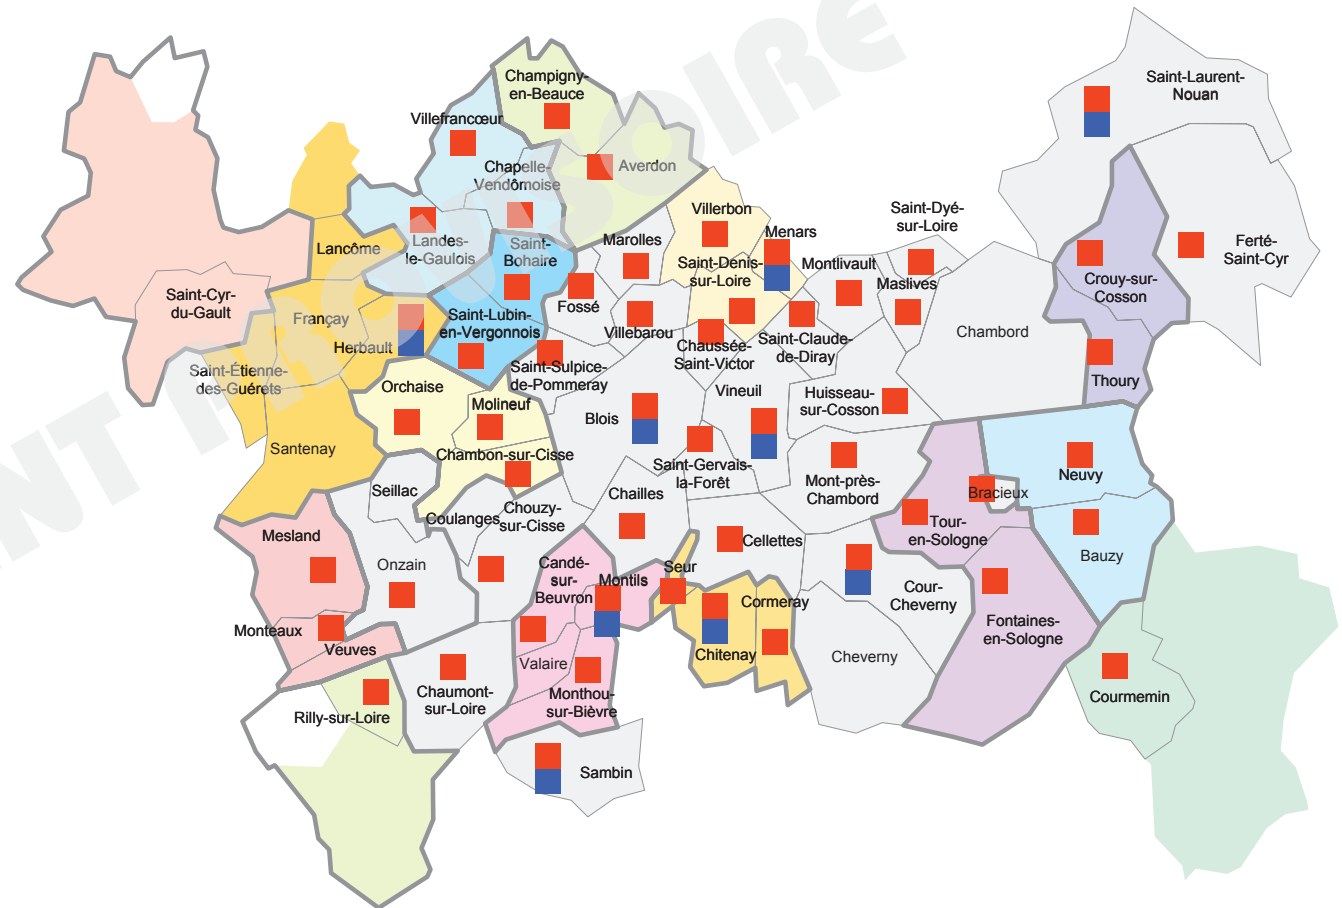 Saint-Laurent-
Nouan
Champigny-
en-Beauce
Villefrancœur
Averdon
Chapelle-
Vendômoise
Villerbon
Saint-Dyé-
sur-Loire
Menars
Marolles
Ferté-
Saint-Cyr
Lancôme
Landes-
le-Gaulois
Saint-
Bohaire
Saint-Denis-
sur-Loire
Montlivault
Maslives
Crouy-sur-
Cosson
Saint-Cyr-
du-Gault
Françay
Fossé
Saint-Lubin-
en-Vergonnois
Villebarou
Chambord
Herbault
Chaussée-
Saint-Victor
Saint-Claude-
de-Diray
Saint-Étienne-
des-Guérets
Orchaise
Saint-Sulpice-
de-Pommeray
Thoury
Molineuf
Blois
Vineuil
Huisseau-
sur-Cosson
Santenay
Chambon-sur-Cisse
Saint-Gervais-
la-Forêt
Neuvy
Seillac
Chailles
Mont-près-
Chambord
Bracieux
Coulanges
Chouzy-
sur-Cisse
Tour-
en-Sologne
Mesland
Cellettes
Bauzy
Onzain
Candé-
sur-
Beuvron
Montils
Seur
Cour-
Cheverny
Cormeray
Monteaux
Veuves
Fontaines-
en-Sologne
Valaire
Chitenay
Cheverny
Chaumont-
sur-Loire
Monthou-
sur-Bièvre
Courmemin
Rilly-sur-Loire
Sambin